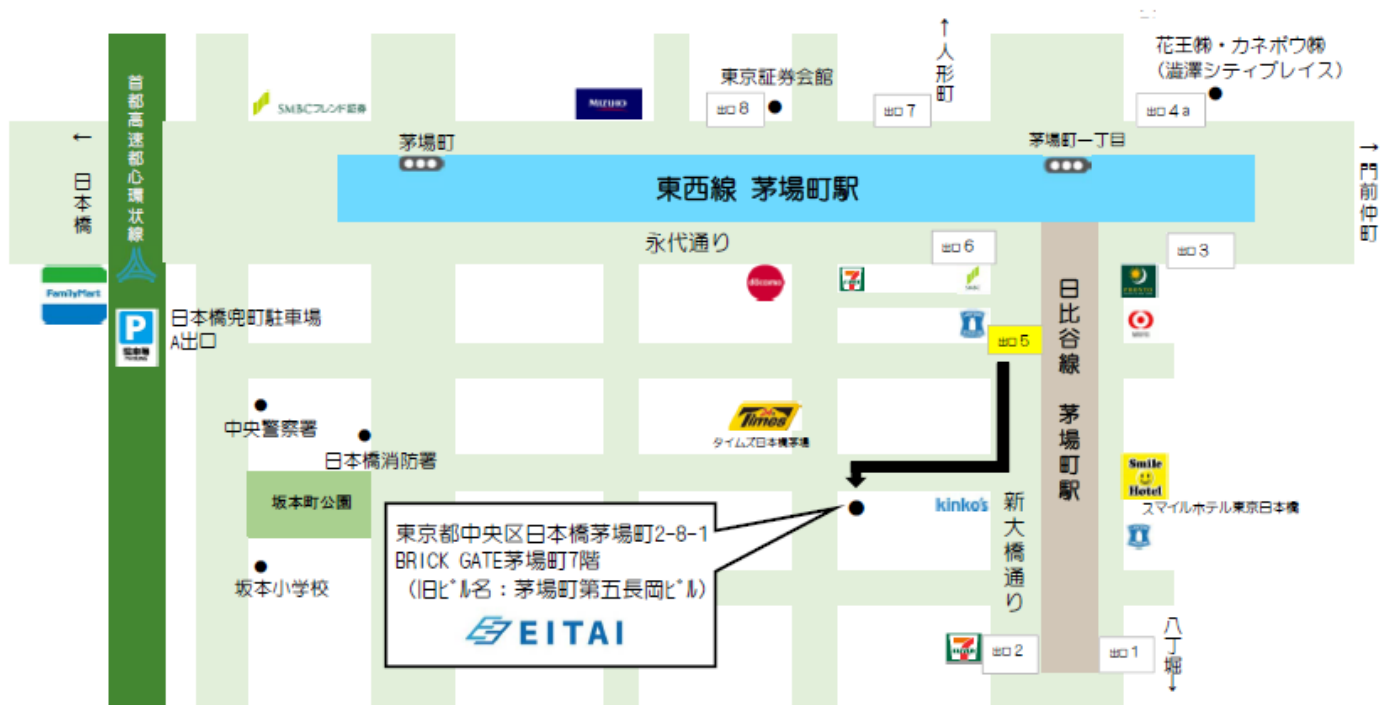 ↑人形町
花王㈱・カネボウ㈱
(澁澤シティプレイス)
首都高速都心環状線
SMBCフレンド証券
MIZUHO
東京証券会館
出口8
出口7
出口4a
←日本橋
茅場町
茅場町一丁目
→門前仲町
東西線 茅場町駅
永代通り
出口6
出口3
FamilyMart
döcomo
SMBC
P
日本橋兜町駐車場
A出口
出口5
日比谷線 茅場町駅
中央警察署
日本橋消防署
Times
タイムズ日本橋茅場
坂本町公園
坂本小学校
東京都中央区日本橋茅場町2-8-1
BRICK GATE茅場町7階
(旧ビル名：茅場町第五長岡ビル)
EITAI
kinko's
新大橋通り
Smile
Hotel
スマイルホテル東京日本橋
出口2
出口1
八丁堀↓